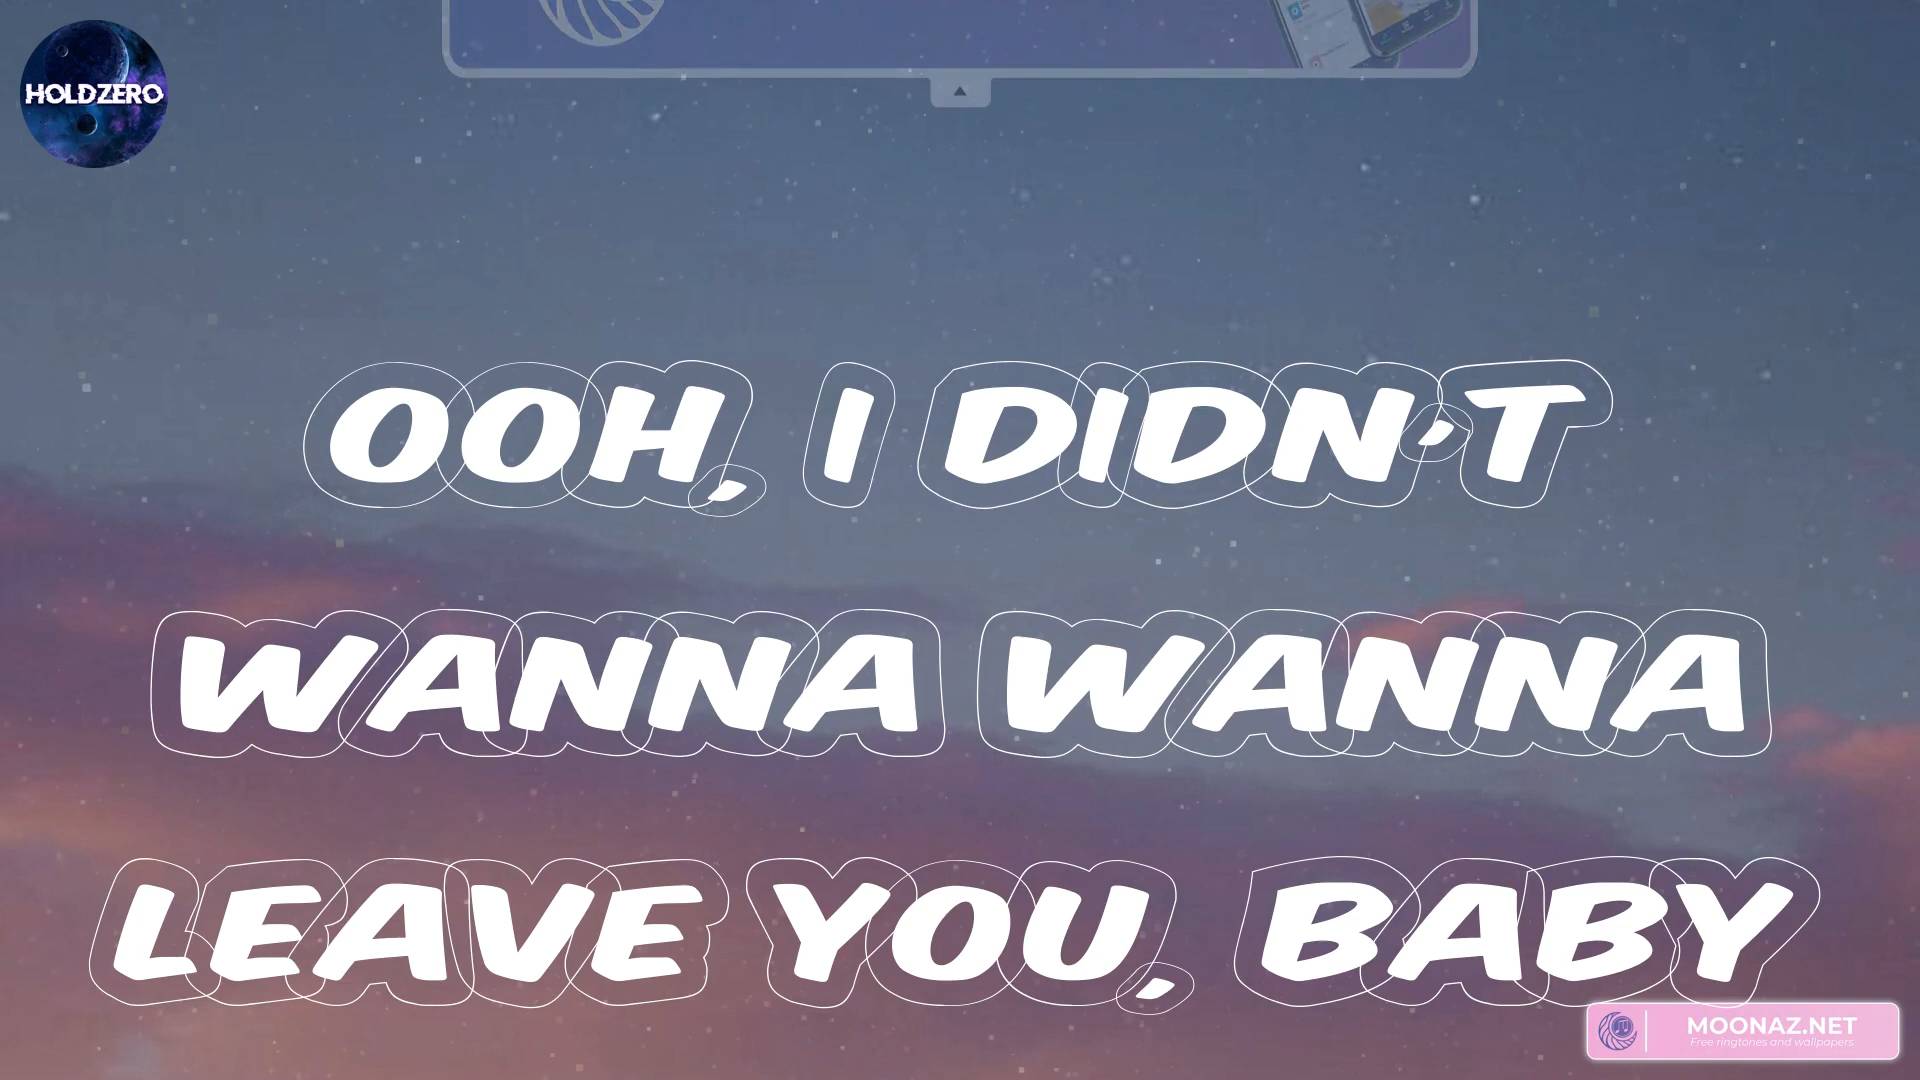 HOLDZERO
OOH, I DIDN'T
WANNA WANNA
LEAVE YOU, BABY
MOONAZ.NET
Free ringtones and wallpapers